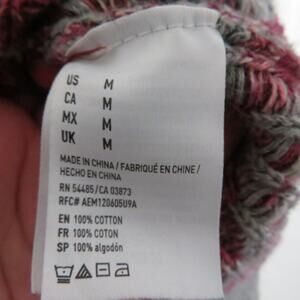 US M
CA M
MX M
UK M
MADE IN CHINA / FABRIQUÉ EN CHINE /
HECHO EN CHINA
RN 54485/CA 03873
RFC# AEM120605U9A
EN 100% COTTON
FR 100% COTON
SP 100% algodón